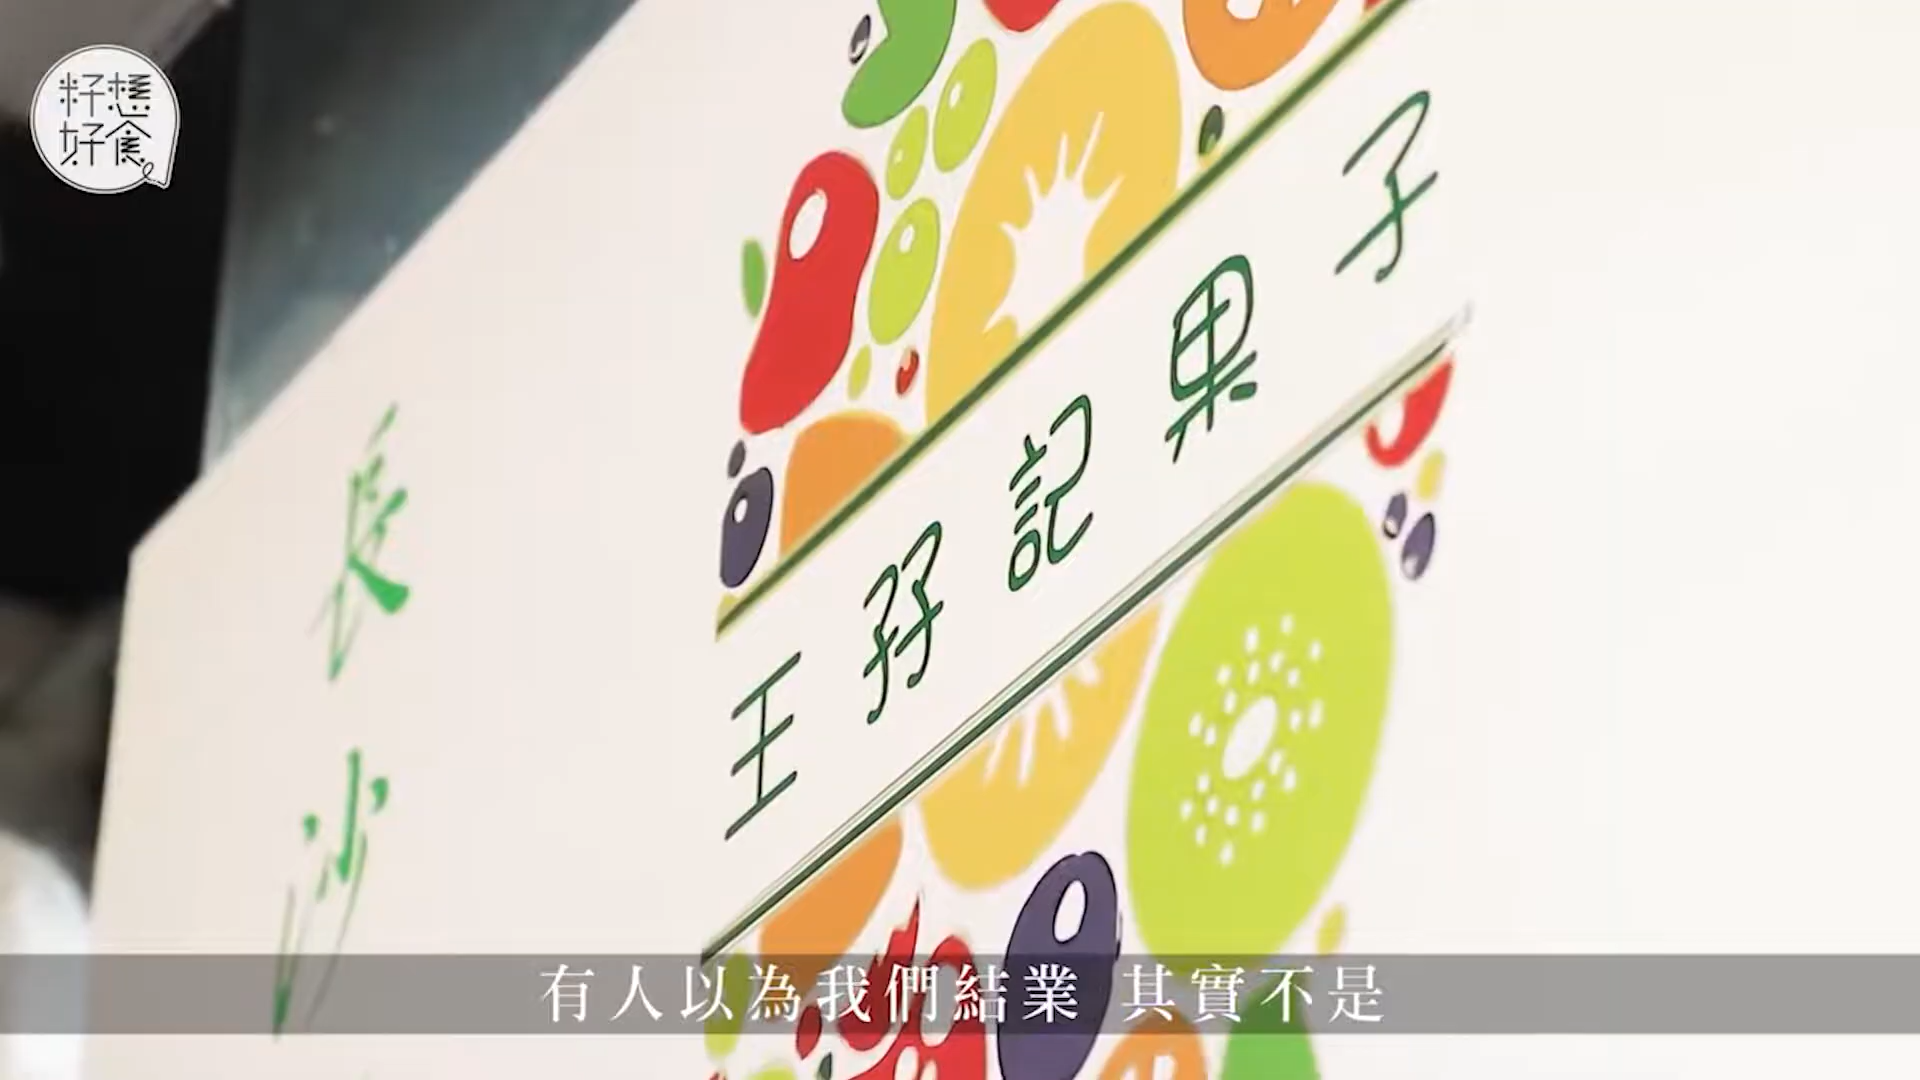 籽想
好食
王孖記果子
長沙
有人以為我們結業 其實不是